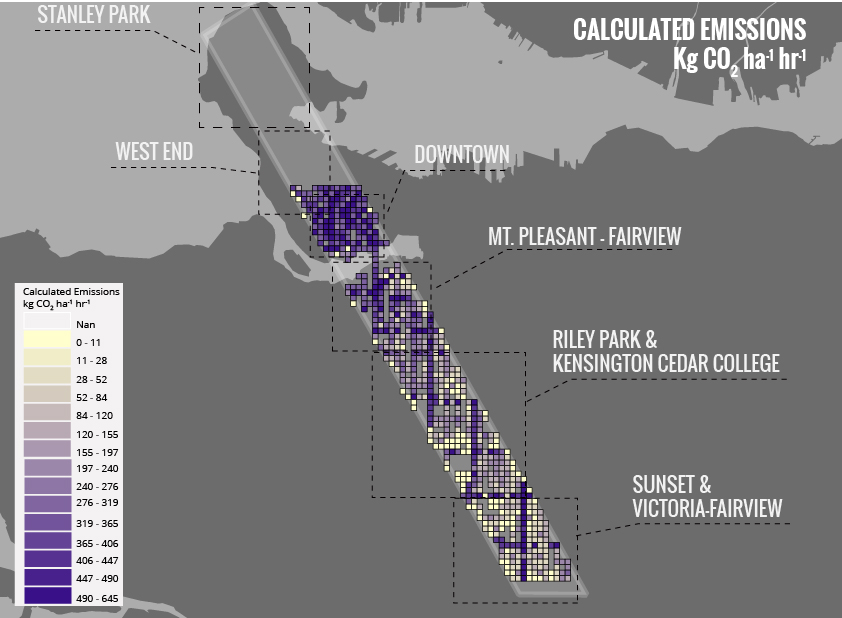 STANLEY PARK
CALCULATED EMISSIONS
Kg CO2 ha-1 hr-1
WEST END
DOWNTOWN
MT. PLEASANT - FAIRVIEW
Calculated Emissions
kg CO2 ha-1 hr-1
Nan
0 - 11
11 - 28
28 - 52
52 - 84
84 - 120
120 - 155
155 - 197
197 - 240
240 - 276
276 - 319
319 - 365
365 - 406
406 - 447
447 - 490
490 - 645
RILEY PARK &
KENSINGTON CEDAR COLLEGE
SUNSET &
VICTORIA-FAIRVIEW